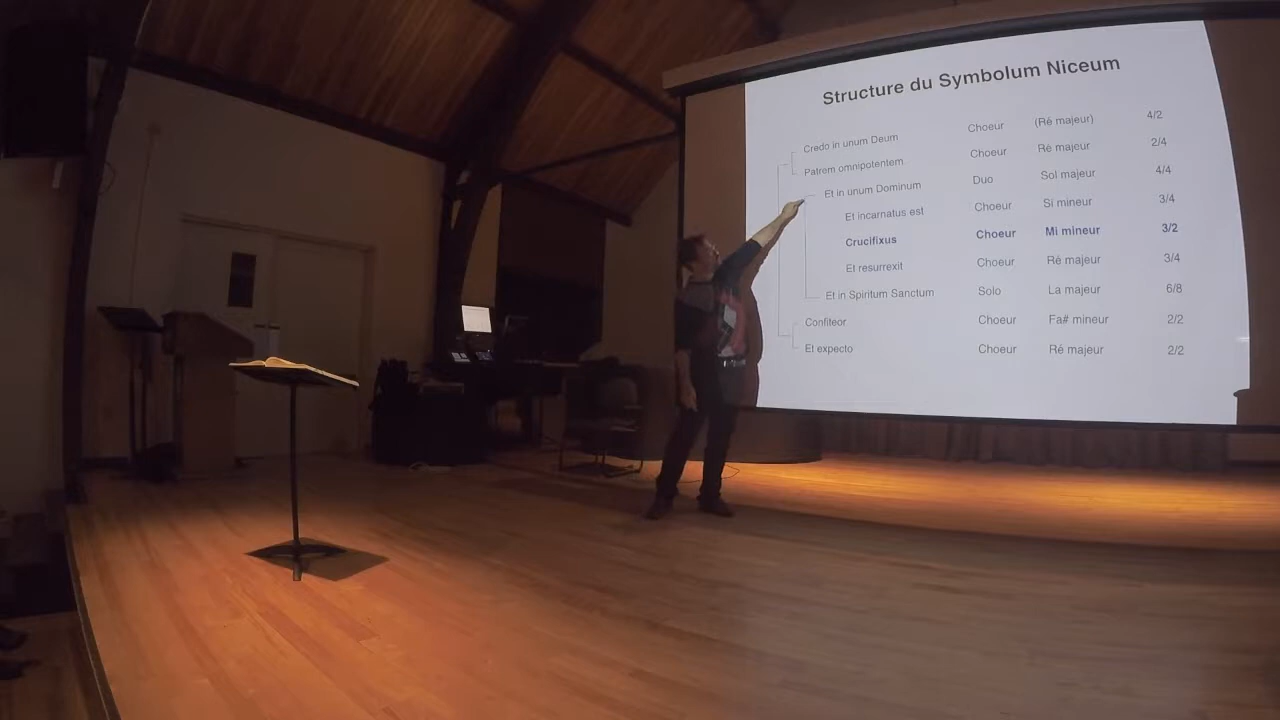 Structure du Symbolum Niceum
Credo in unum Deum Choeur (Ré majeur) 4/2
Patrem omnipotentem Choeur Ré majeur 2/4
Et in unum Dominum Duo Sol majeur 4/4
Et incarnatus est Choeur Si mineur 3/4
Crucifixus Choeur Mi mineur 3/2
Et resurrexit Choeur Ré majeur 3/4
Et in Spiritum Sanctum Solo La majeur 6/8
Confiteor Choeur Fa# mineur 2/2
Et expecto Choeur Ré majeur 2/2